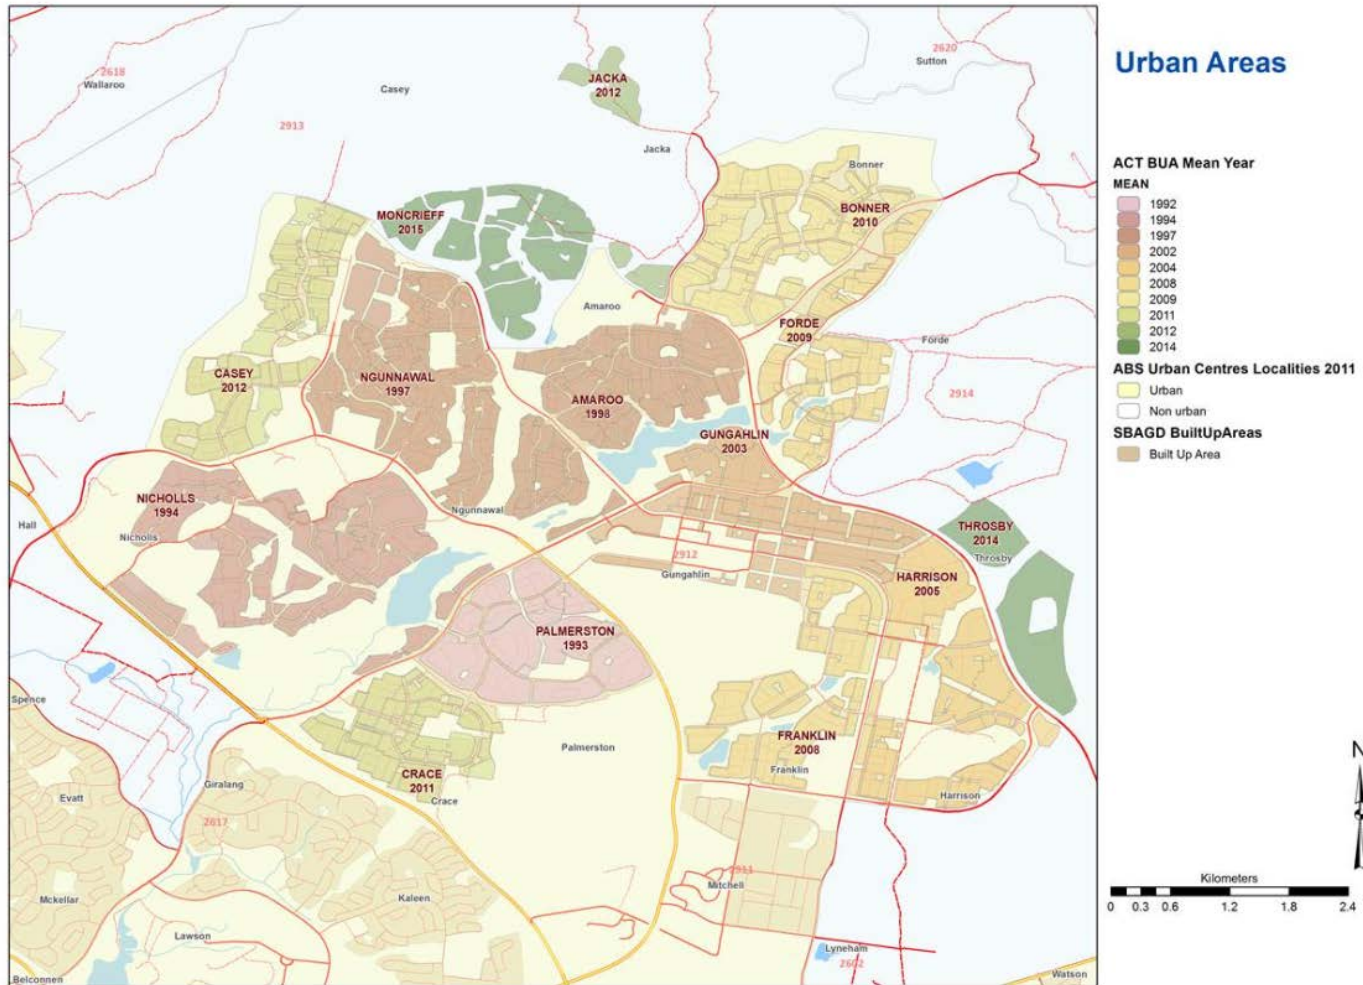 Urban Areas
ACT BUA Mean Year
MEAN
1992
1994
1997
2002
2004
2008
2009
2011
2012
2014
ABS Urban Centres Localities 2011
Urban
Non urban
SBAGD BuiltUpAreas
Built Up Area
N
Kilometers
0 0.3 0.6 1.2 1.8 2.4
2618
Wallaroo
Casey
2913
JACKA
2012
Jacka
2620
Sutton
Bonner
BONNER
2010
MONCRIEFF
2015
Amaroo
FORDE
2009
Forde
2914
CASEY
2012
NGUNNAWAL
1997
AMAROO
1998
GUNGAHLIN
2003
NICHOLLS
1994
Hall
Nicholls
Ngunnawal
2912
Gungahlin
THROSBY
2014
Throsby
HARRISON
2005
PALMERSTON
1993
Spence
Palmerston
FRANKLIN
2008
Franklin
CRACE
2011
Crace
Harrison
Evatt
Giralang
2617
2911
Mitchell
Mckellar
Kaleen
Lawson
Lyneham
2602
Belconnen
Watson